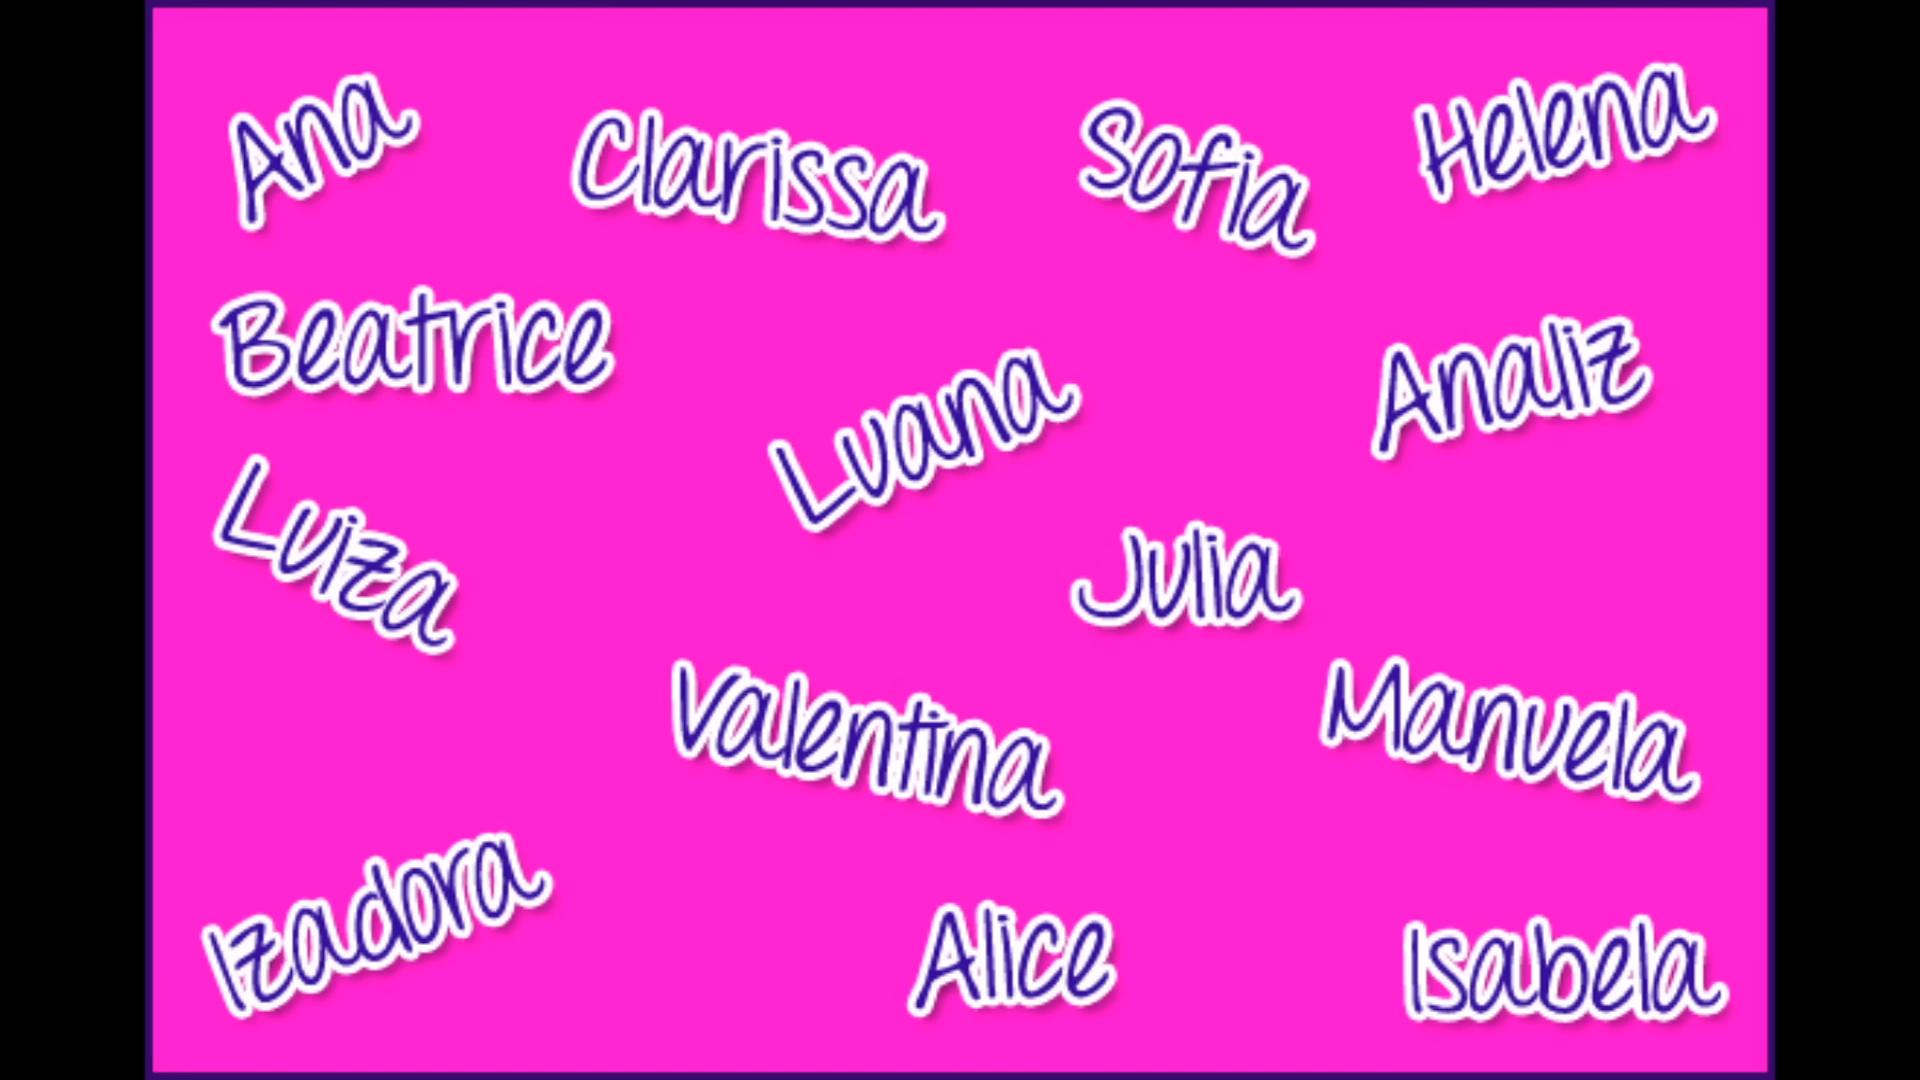 Ana
Clarissa
Sofia
Helena
Beatrice
Luana
Analiz
Luiza
Julia
Valentina
Manuela
Izadora
Alice
Isabela